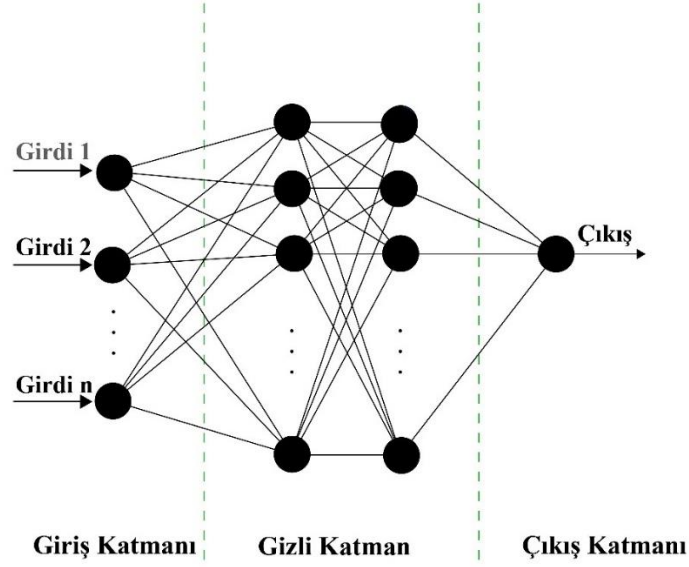 Girdi 1
Girdi 2
Girdi n
Çıkış
Giriş Katmanı
Gizli Katman
Çıkış Katmanı